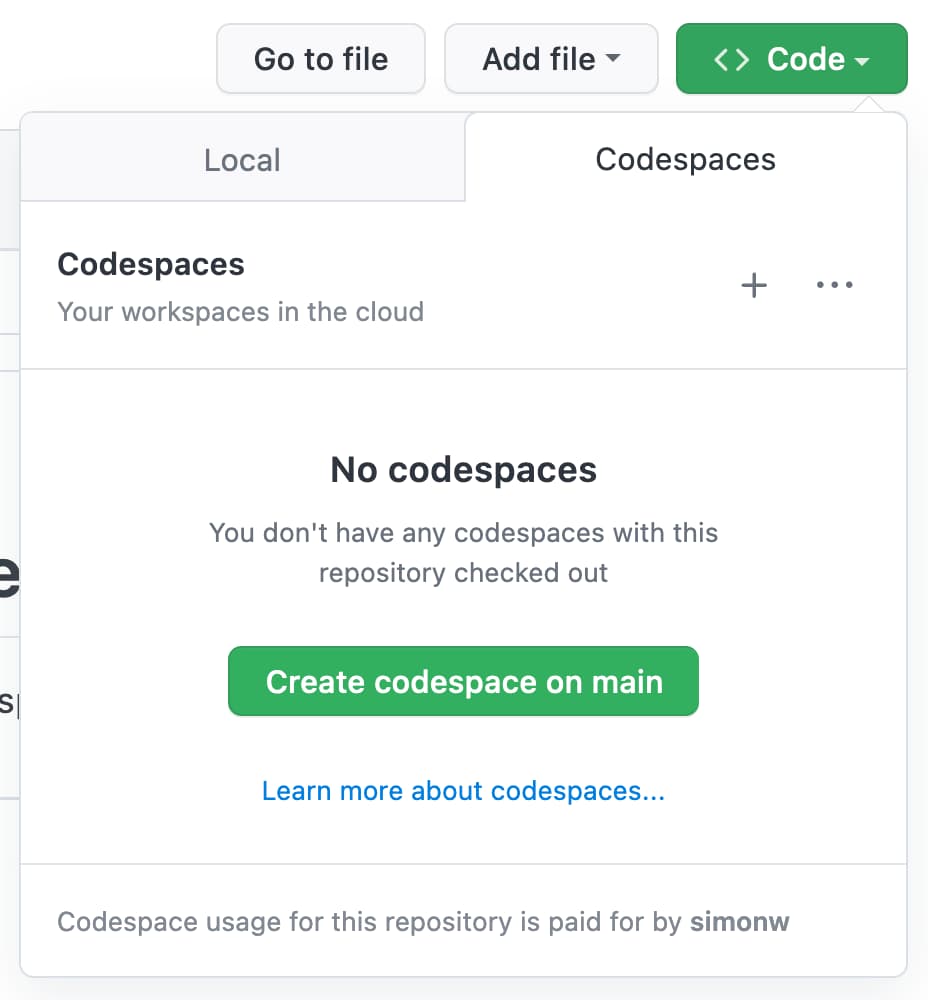 Go to file
Add file
Code
Local
Codespaces
Codespaces
Your workspaces in the cloud
No codespaces
You don't have any codespaces with this
repository checked out
Create codespace on main
Learn more about codespaces...
Codespace usage for this repository is paid for by simonw